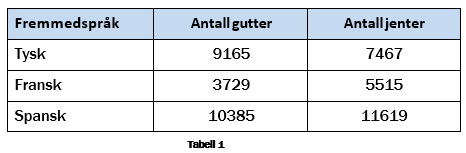 Fremmedspråk Antall gutter Antall jenter
Tysk 9165 7467
Fransk 3729 5515
Spansk 10385 11619
Tabell 1